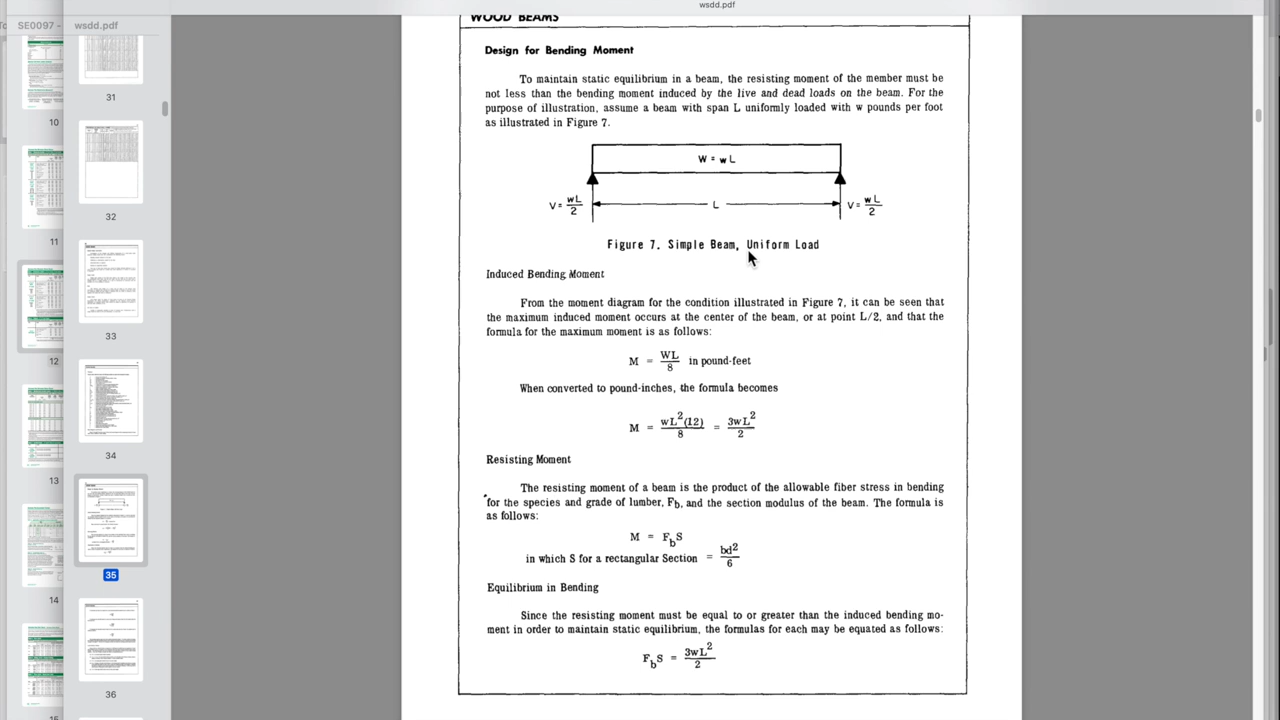 wsdd.pdf
SE0097 -
wsdd.pdf
31
10
32
11
33
12
34
13
35
14
36
WOOD BEAMS
Design for Bending Moment
To maintain static equilibrium in a beam, the resisting moment of the member must be
not less than the bending moment induced by the live and dead loads on the beam. For the
purpose of illustration, assume a beam with span L uniformly loaded with w pounds per foot
as illustrated in Figure 7.
W = wL
V = wL/2
L
V = wL/2
Figure 7. Simple Beam, Uniform Load
Induced Bending Moment
From the moment diagram for the condition illustrated in Figure 7, it can be seen that
the maximum induced moment occurs at the center of the beam, or at point L/2, and that the
formula for the maximum moment is as follows:
M = WL/8 in pound-feet
When converted to pound-inches, the formula becomes
M = wL²(12)/8 = 3wL²/2
Resisting Moment
The resisting moment of a beam is the product of the allowable fiber stress in bending
for the species and grade of lumber, Fb, and the section modulus of the beam. The formula is
as follows:
M = FbS
in which S for a rectangular Section = bd²/6
Equilibrium in Bending
Since the resisting moment must be equal to or greater than the induced bending mo-
ment in order to maintain static equilibrium, the formulas for each may be equated as follows:
FbS = 3wL²/2